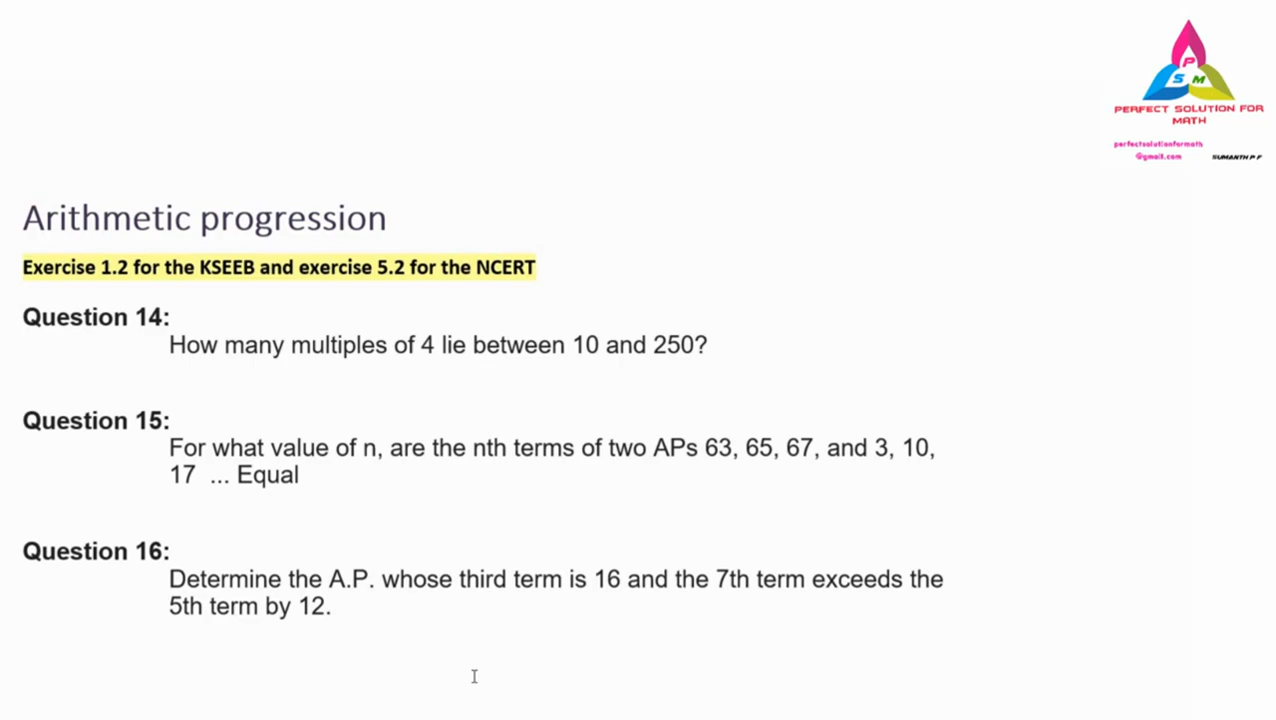 P
S M
PERFECT SOLUTION FOR
MATH
perfectsolutionformath
@gmail.com SUMANTH P F
Arithmetic progression
Exercise 1.2 for the KSEEB and exercise 5.2 for the NCERT
Question 14:
How many multiples of 4 lie between 10 and 250?
Question 15:
For what value of n, are the nth terms of two APs 63, 65, 67, and 3, 10,
17 ... Equal
Question 16:
Determine the A.P. whose third term is 16 and the 7th term exceeds the
5th term by 12.